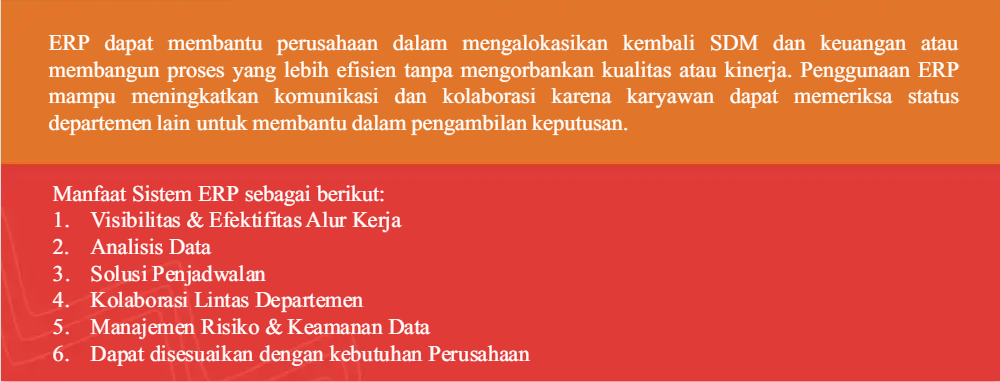 ERP dapat membantu perusahaan dalam mengalokasikan kembali SDM dan keuangan atau
membangun proses yang lebih efisien tanpa mengorbankan kualitas atau kinerja. Penggunaan ERP
mampu meningkatkan komunikasi dan kolaborasi karena karyawan dapat memeriksa status
departemen lain untuk membantu dalam pengambilan keputusan.
Manfaat Sistem ERP sebagai berikut:
1. Visibilitas & Efektifitas Alur Kerja
2. Analisis Data
3. Solusi Penjadwalan
4. Kolaborasi Lintas Departemen
5. Manajemen Risiko & Keamanan Data
6. Dapat disesuaikan dengan kebutuhan Perusahaan